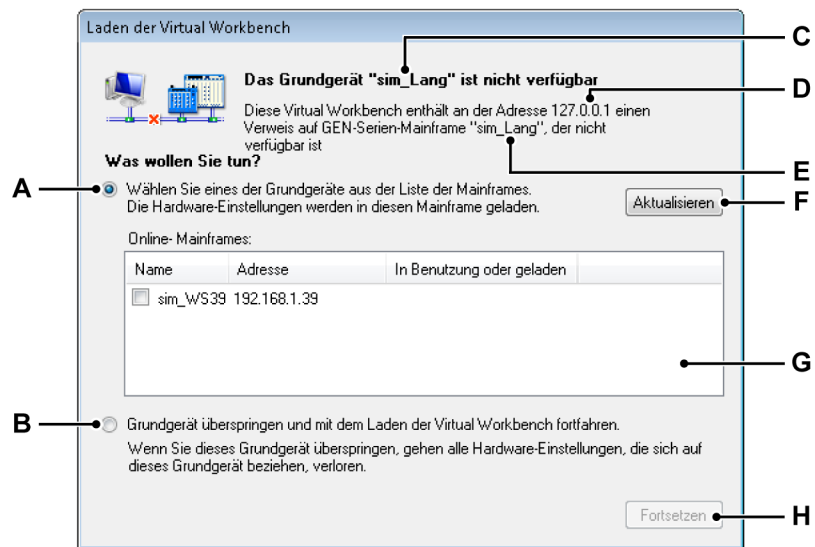 Laden der Virtual Workbench
C
Das Grundgerät "sim_Lang" ist nicht verfügbar
D
Diese Virtual Workbench enthält an der Adresse 127.0.0.1 einen
Verweis auf GEN-Serien-Mainframe "sim_Lang", der nicht
verfügbar ist
E
Was wollen Sie tun?
A
Wählen Sie eines der Grundgeräte aus der Liste der Mainframes.
Die Hardware-Einstellungen werden in diesen Mainframe geladen.
Aktualisieren
F
Online- Mainframes:
Name Adresse In Benutzung oder geladen
sim_WS39 192.168.1.39
G
B
Grundgerät überspringen und mit dem Laden der Virtual Workbench fortfahren.
Wenn Sie dieses Grundgerät überspringen, gehen alle Hardware-Einstellungen, die sich auf
dieses Grundgerät beziehen, verloren.
Fortsetzen
H